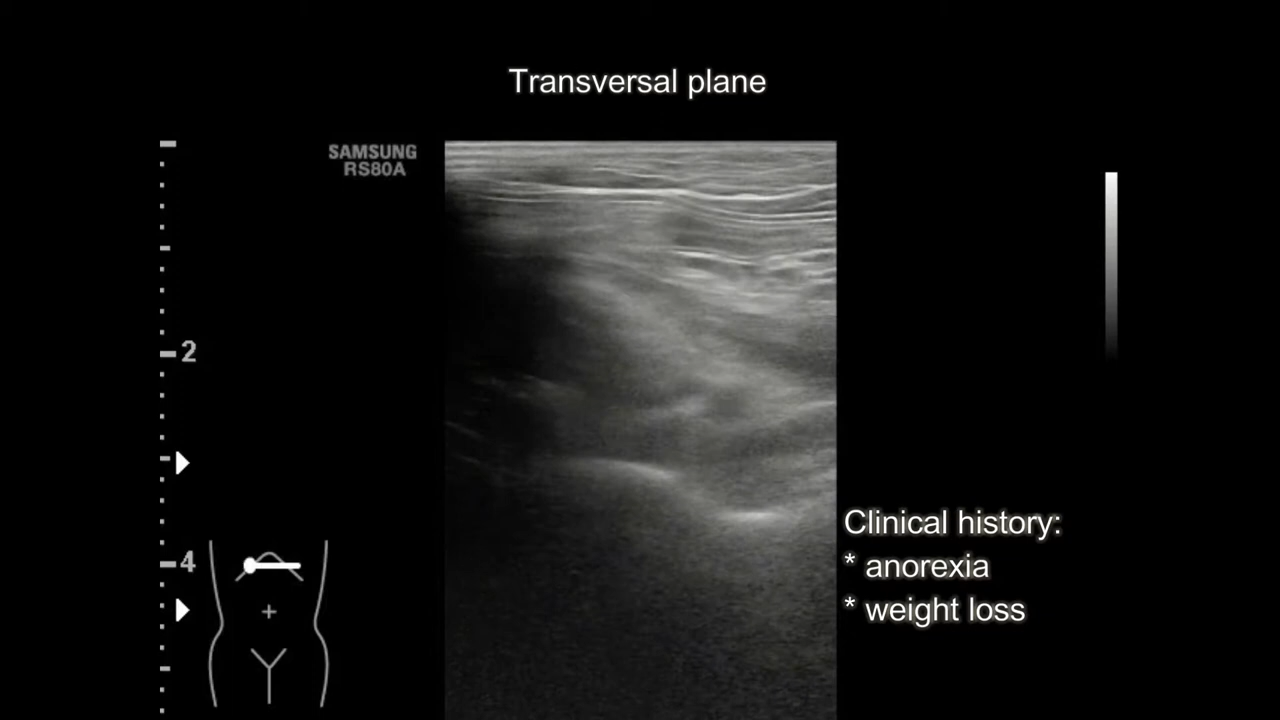 Transversal plane
SAMSUNG
RS80A
2
4
Clinical history:
* anorexia
* weight loss